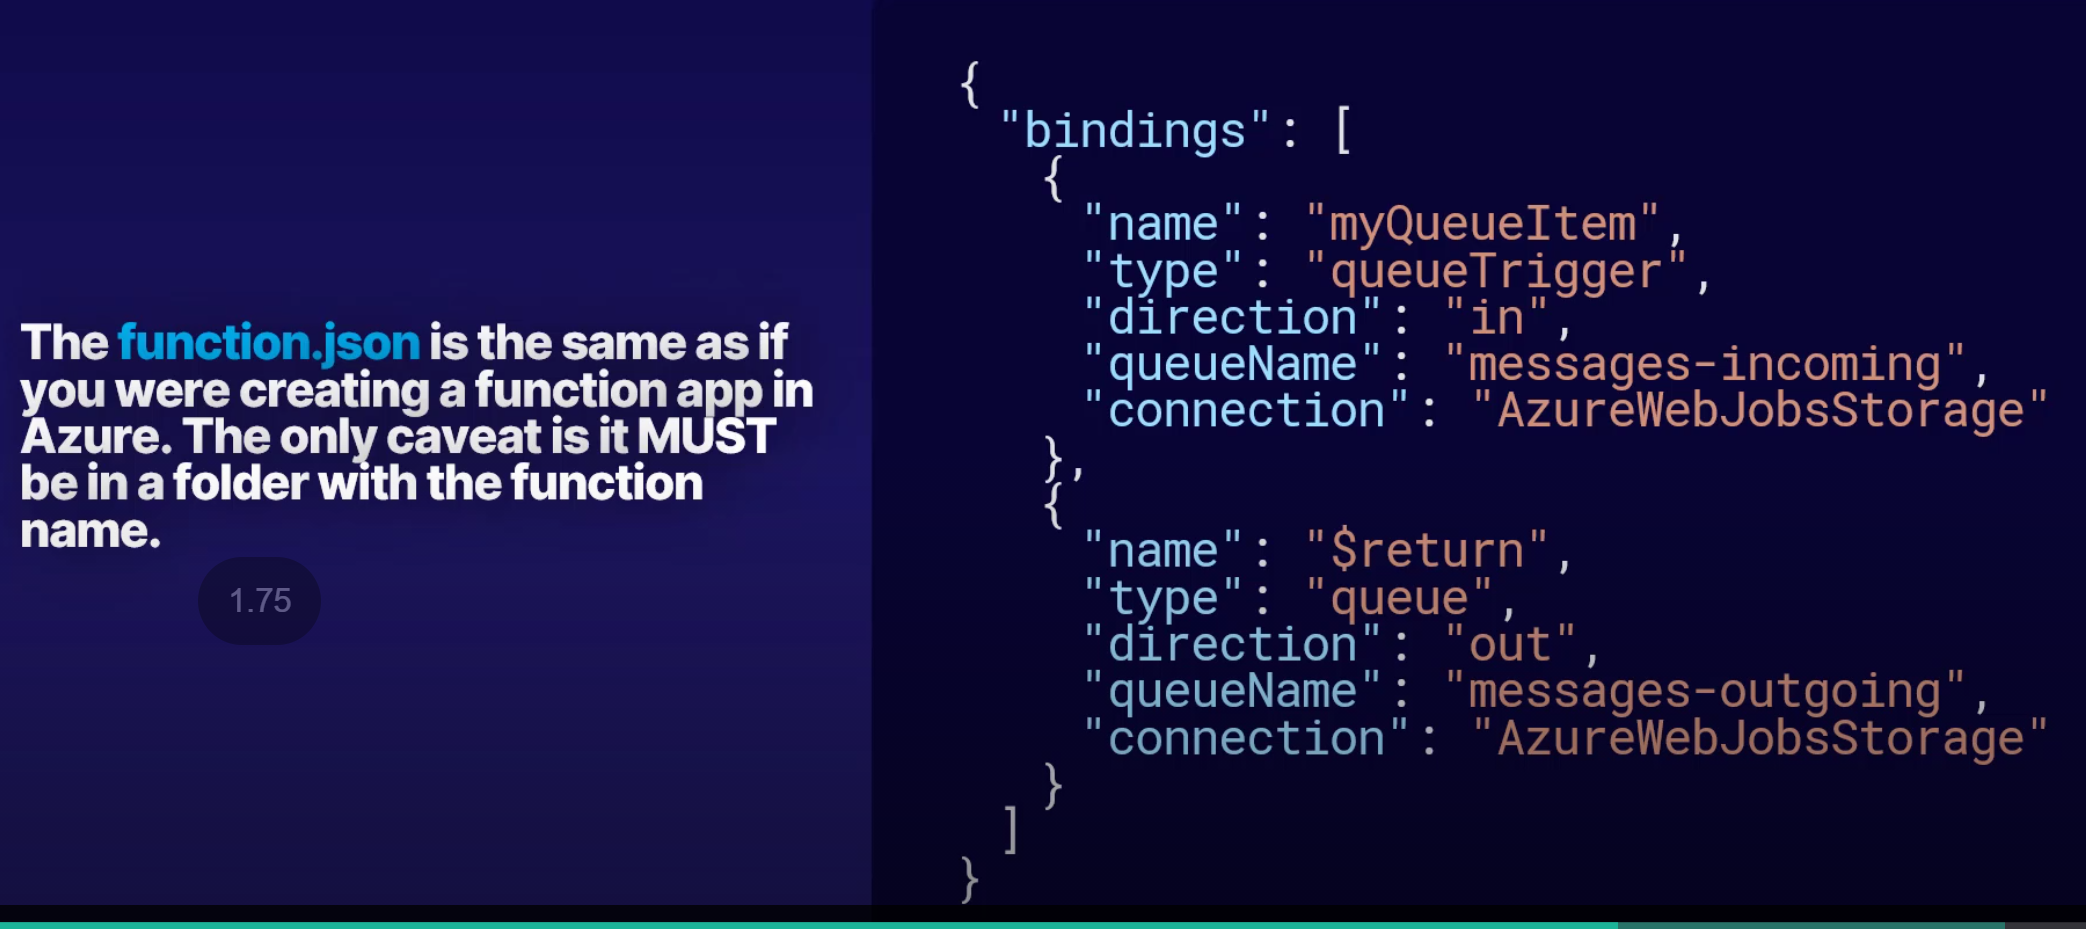 The function.json is the same as if
you were creating a function app in
Azure. The only caveat is it MUST
be in a folder with the function
name.
1.75
{
"bindings": [
{
"name": "myQueueItem",
"type": "queueTrigger",
"direction": "in",
"queueName": "messages-incoming",
"connection": "AzureWebJobsStorage"
},
{
"name": "$return",
"type": "queue",
"direction": "out",
"queueName": "messages-outgoing",
"connection": "AzureWebJobsStorage"
}
]
}